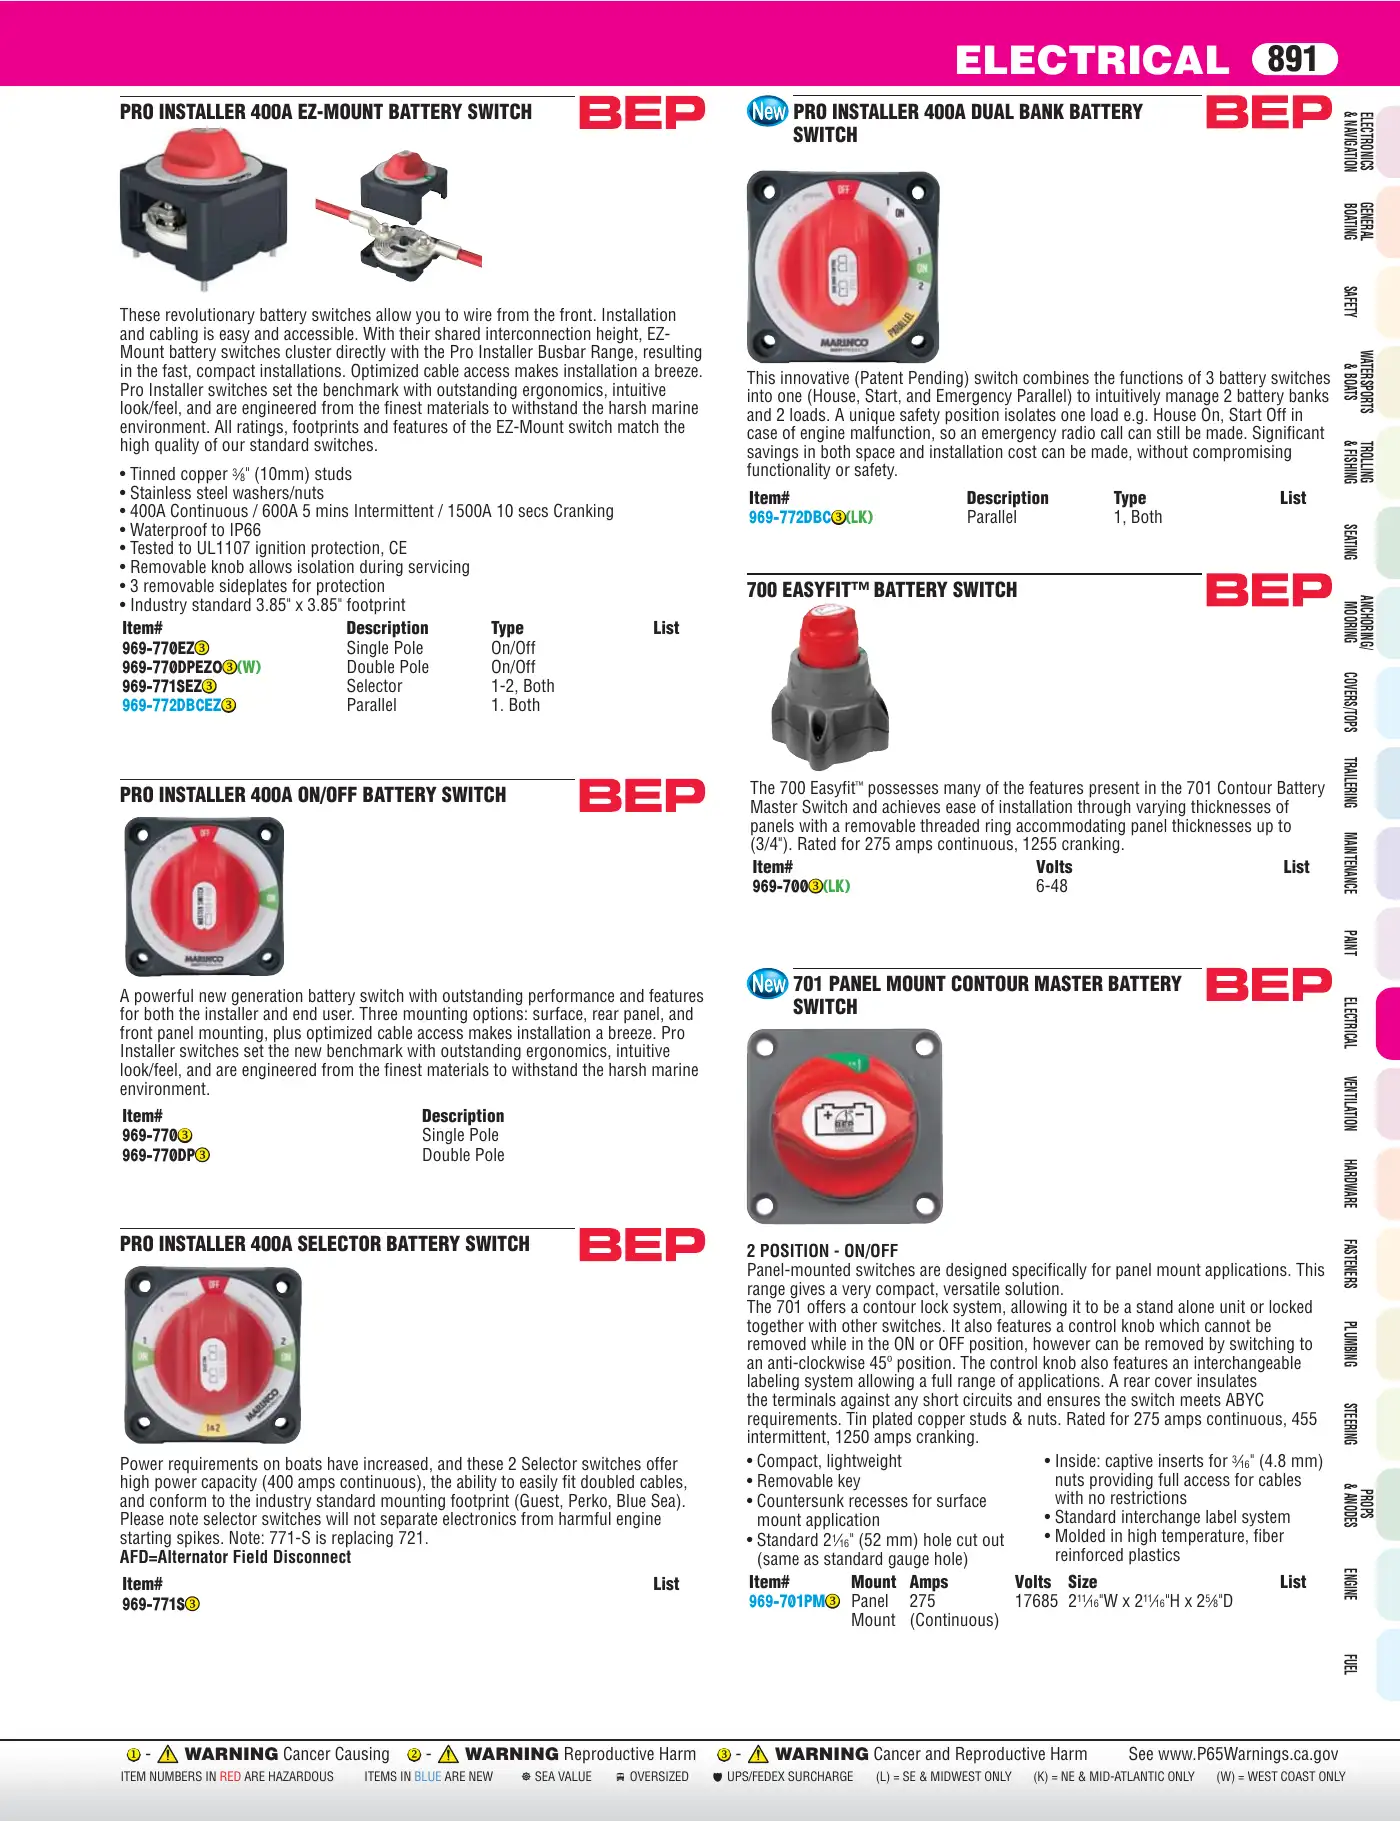 ELECTRICAL 891
PRO INSTALLER 400A EZ-MOUNT BATTERY SWITCH
BEP
These revolutionary battery switches allow you to wire from the front. Installation
and cabling is easy and accessible. With their shared interconnection height, EZ-
Mount battery switches cluster directly with the Pro Installer Busbar Range, resulting
in the fast, compact installations. Optimized cable access makes installation a breeze.
Pro Installer switches set the benchmark with outstanding ergonomics, intuitive
look/feel, and are engineered from the finest materials to withstand the harsh marine
environment. All ratings, footprints and features of the EZ-Mount switch match the
high quality of our standard switches.
• Tinned copper ⅜" (10mm) studs
• Stainless steel washers/nuts
• 400A Continuous / 600A 5 mins Intermittent / 1500A 10 secs Cranking
• Waterproof to IP66
• Tested to UL1107 ignition protection, CE
• Removable knob allows isolation during servicing
• 3 removable sideplates for protection
• Industry standard 3.85" x 3.85" footprint
Item# Description Type List
969-770EZ③ Single Pole On/Off
969-770DPEZO③(W) Double Pole On/Off
969-771SEZ③ Selector 1-2, Both
969-772DBCEZ③ Parallel 1. Both
PRO INSTALLER 400A ON/OFF BATTERY SWITCH
BEP
OFF
ON
MASTER SWITCH
MARINCO
A powerful new generation battery switch with outstanding performance and features
for both the installer and end user. Three mounting options: surface, rear panel, and
front panel mounting, plus optimized cable access makes installation a breeze. Pro
Installer switches set the new benchmark with outstanding ergonomics, intuitive
look/feel, and are engineered from the finest materials to withstand the harsh marine
environment.
Item# Description
969-770③ Single Pole
969-770DP③ Double Pole
PRO INSTALLER 400A SELECTOR BATTERY SWITCH
BEP
OFF
1 2
ON ON
MARINCO
1+2
Power requirements on boats have increased, and these 2 Selector switches offer
high power capacity (400 amps continuous), the ability to easily fit doubled cables,
and conform to the industry standard mounting footprint (Guest, Perko, Blue Sea).
Please note selector switches will not separate electronics from harmful engine
starting spikes. Note: 771-S is replacing 721.
AFD=Alternator Field Disconnect
Item# List
969-771S③
New PRO INSTALLER 400A DUAL BANK BATTERY
SWITCH
BEP
OFF
1
ON
1
ON
2
PARALLEL
MARINCO
This innovative (Patent Pending) switch combines the functions of 3 battery switches
into one (House, Start, and Emergency Parallel) to intuitively manage 2 battery banks
and 2 loads. A unique safety position isolates one load e.g. House On, Start Off in
case of engine malfunction, so an emergency radio call can still be made. Significant
savings in both space and installation cost can be made, without compromising
functionality or safety.
Item# Description Type List
969-772DBC③(LK) Parallel 1, Both
700 EASYFIT™ BATTERY SWITCH
BEP
The 700 Easyfit™ possesses many of the features present in the 701 Contour Battery
Master Switch and achieves ease of installation through varying thicknesses of
panels with a removable threaded ring accommodating panel thicknesses up to
(3/4"). Rated for 275 amps continuous, 1255 cranking.
Item# Volts List
969-700③(LK) 6-48
New 701 PANEL MOUNT CONTOUR MASTER BATTERY
SWITCH
BEP
+ -
BEP
2 POSITION - ON/OFF
Panel-mounted switches are designed specifically for panel mount applications. This
range gives a very compact, versatile solution.
The 701 offers a contour lock system, allowing it to be a stand alone unit or locked
together with other switches. It also features a control knob which cannot be
removed while in the ON or OFF position, however can be removed by switching to
an anti-clockwise 45º position. The control knob also features an interchangeable
labeling system allowing a full range of applications. A rear cover insulates
the terminals against any short circuits and ensures the switch meets ABYC
requirements. Tin plated copper studs & nuts. Rated for 275 amps continuous, 455
intermittent, 1250 amps cranking.
• Compact, lightweight
• Removable key
• Countersunk recesses for surface
mount application
• Standard 2¹⁄₁₆" (52 mm) hole cut out
(same as standard gauge hole)
• Inside: captive inserts for ³⁄₁₆" (4.8 mm)
nuts providing full access for cables
with no restrictions
• Standard interchange label system
• Molded in high temperature, fiber
reinforced plastics
Item# Mount Amps Volts Size List
969-701PM③ Panel 275 17685 2¹¹⁄₁₆"W x 2¹¹⁄₁₆"H x 2⅝"D
Mount (Continuous)
ELECTRONICS
& NAVIGATION
GENERAL
BOATING
SAFETY
WATERSPORTS
& BOATS
TROLLING
& FISHING
SEATING
ANCHORING/
MOORING
COVERS/TOPS
TRAILERING
MAINTENANCE
PAINT
ELECTRICAL
VENTILATION
HARDWARE
FASTENERS
PLUMBING
STEERING
PROPS
& ANODES
ENGINE
FUEL
① - ⚠ WARNING Cancer Causing ② - ⚠ WARNING Reproductive Harm ③ - ⚠ WARNING Cancer and Reproductive Harm See www.P65Warnings.ca.gov
ITEM NUMBERS IN RED ARE HAZARDOUS ITEMS IN BLUE ARE NEW SEA VALUE OVERSIZED UPS/FEDEX SURCHARGE (L) = SE & MIDWEST ONLY (K) = NE & MID-ATLANTIC ONLY (W) = WEST COAST ONLY